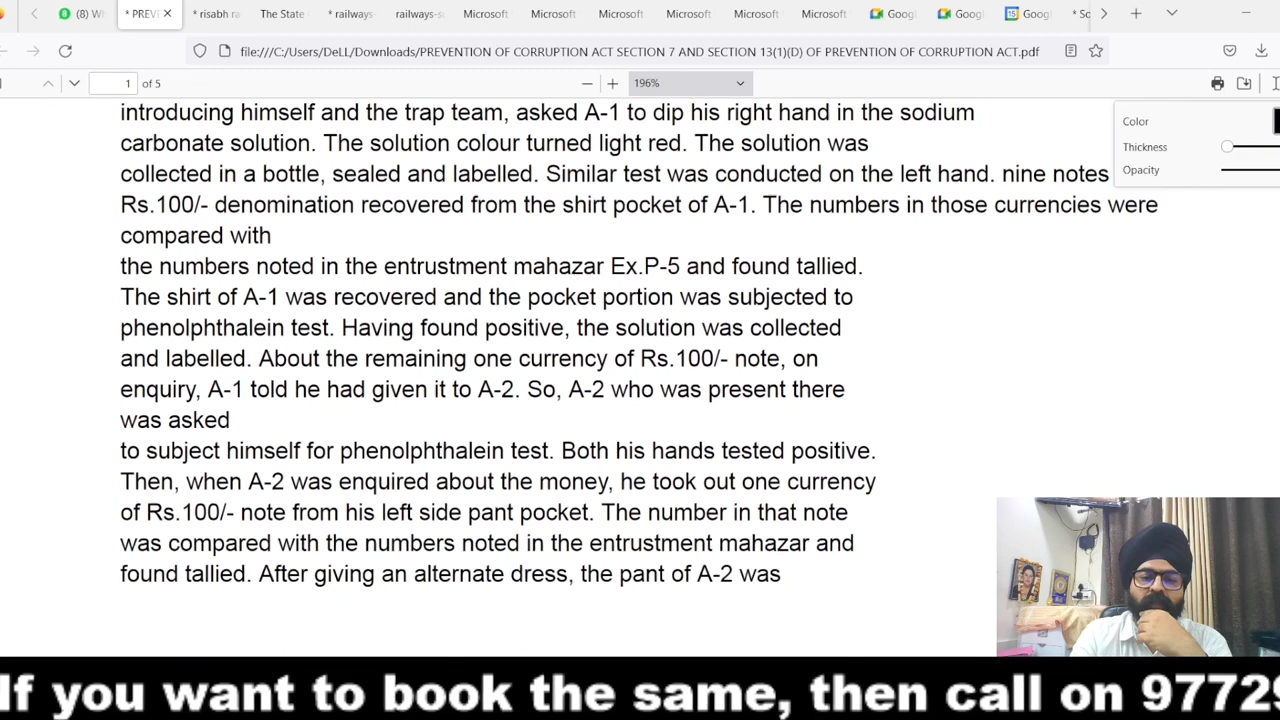 (8) Wh
* PREV
* risabh ra
The State
* railways-
railways-s
Microsoft
Microsoft
Microsoft
Microsoft
Microsoft
Microsoft
Googl
Googl
Googl
* Sc
file:///C:/Users/DeLL/Downloads/PREVENTION OF CORRUPTION ACT SECTION 7 AND SECTION 13(1)(D) OF PREVENTION OF CORRUPTION ACT.pdf
1 of 5
196%
Color
Thickness
Opacity
introducing himself and the trap team, asked A-1 to dip his right hand in the sodium
carbonate solution. The solution colour turned light red. The solution was
collected in a bottle, sealed and labelled. Similar test was conducted on the left hand. nine notes
Rs.100/- denomination recovered from the shirt pocket of A-1. The numbers in those currencies were
compared with
the numbers noted in the entrustment mahazar Ex.P-5 and found tallied.
The shirt of A-1 was recovered and the pocket portion was subjected to
phenolphthalein test. Having found positive, the solution was collected
and labelled. About the remaining one currency of Rs.100/- note, on
enquiry, A-1 told he had given it to A-2. So, A-2 who was present there
was asked
to subject himself for phenolphthalein test. Both his hands tested positive.
Then, when A-2 was enquired about the money, he took out one currency
of Rs.100/- note from his left side pant pocket. The number in that note
was compared with the numbers noted in the entrustment mahazar and
found tallied. After giving an alternate dress, the pant of A-2 was
If you want to book the same, then call on 9772